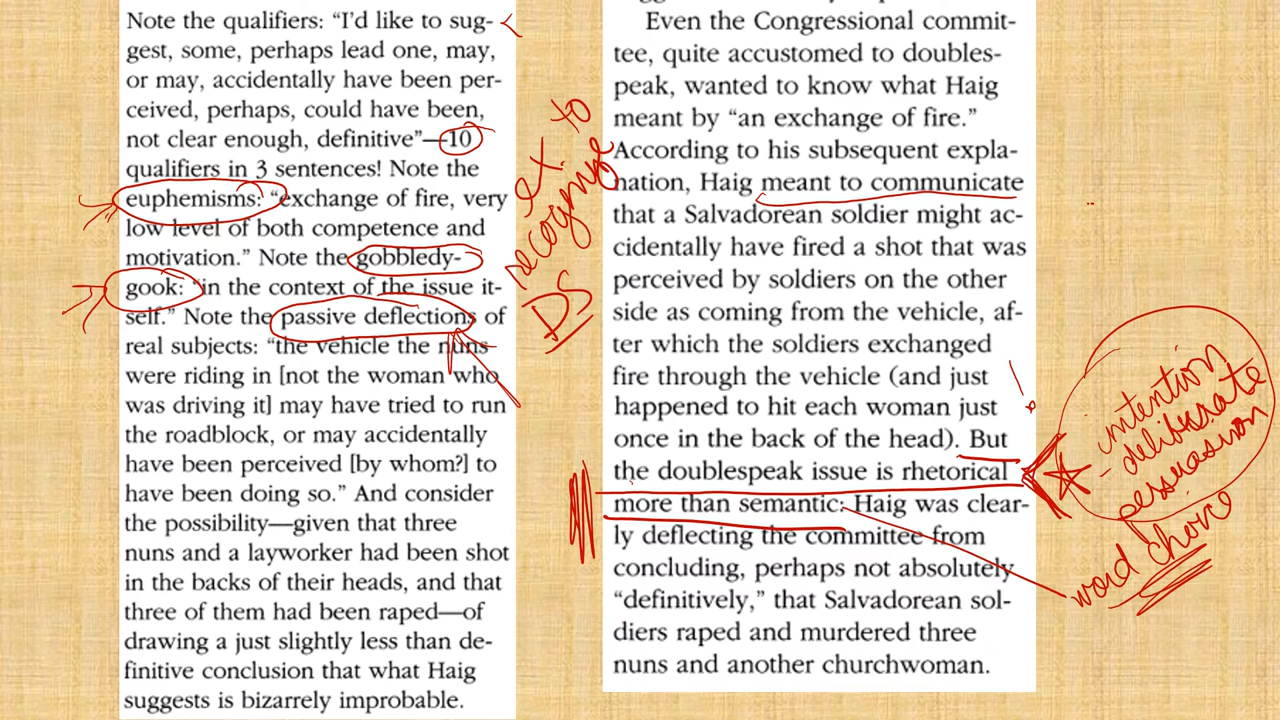 Note the qualifiers: “I’d like to sug-
gest, some, perhaps lead one, may,
or may, accidentally have been per-
ceived, perhaps, could have been,
not clear enough, definitive”—10
qualifiers in 3 sentences! Note the
euphemisms: “exchange of fire, very
low level of both competence and
motivation.” Note the gobbledy-
gook: “in the context of the issue it-
self.” Note the passive deflections of
real subjects: “the vehicle the nuns
were riding in [not the woman who
was driving it] may have tried to run
the roadblock, or may accidentally
have been perceived [by whom?] to
have been doing so.” And consider
the possibility—given that three
nuns and a layworker had been shot
in the backs of their heads, and that
three of them had been raped—of
drawing a just slightly less than de-
finitive conclusion that what Haig
suggests is bizarrely improbable.
ex. to
recognize
DS
Even the Congressional commit-
tee, quite accustomed to doubles-
peak, wanted to know what Haig
meant by “an exchange of fire.”
According to his subsequent expla-
nation, Haig meant to communicate
that a Salvadorean soldier might ac-
cidentally have fired a shot that was
perceived by soldiers on the other
side as coming from the vehicle, af-
ter which the soldiers exchanged
fire through the vehicle (and just
happened to hit each woman just
once in the back of the head). But
the doublespeak issue is rhetorical
more than semantic: Haig was clear-
ly deflecting the committee from
concluding, perhaps not absolutely
“definitively,” that Salvadorean sol-
diers raped and murdered three
nuns and another churchwoman.
- intention
- deliberate
persuasion
word choice